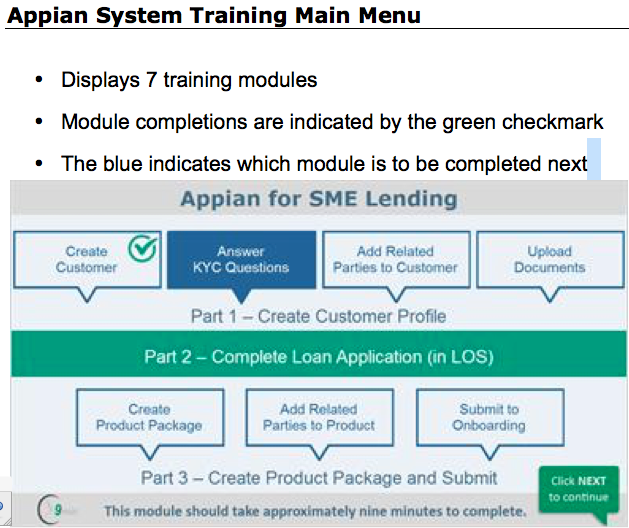 Appian System Training Main Menu
• Displays 7 training modules
• Module completions are indicated by the green checkmark
• The blue indicates which module is to be completed next
Appian for SME Lending
Create
Customer
Answer
KYC Questions
Add Related
Parties to Customer
Upload
Documents
Part 1 – Create Customer Profile
Part 2 – Complete Loan Application (in LOS)
Create
Product Package
Add Related
Parties to Product
Submit to
Onboarding
Part 3 – Create Product Package and Submit
Click NEXT
to continue
9
This module should take approximately nine minutes to complete.